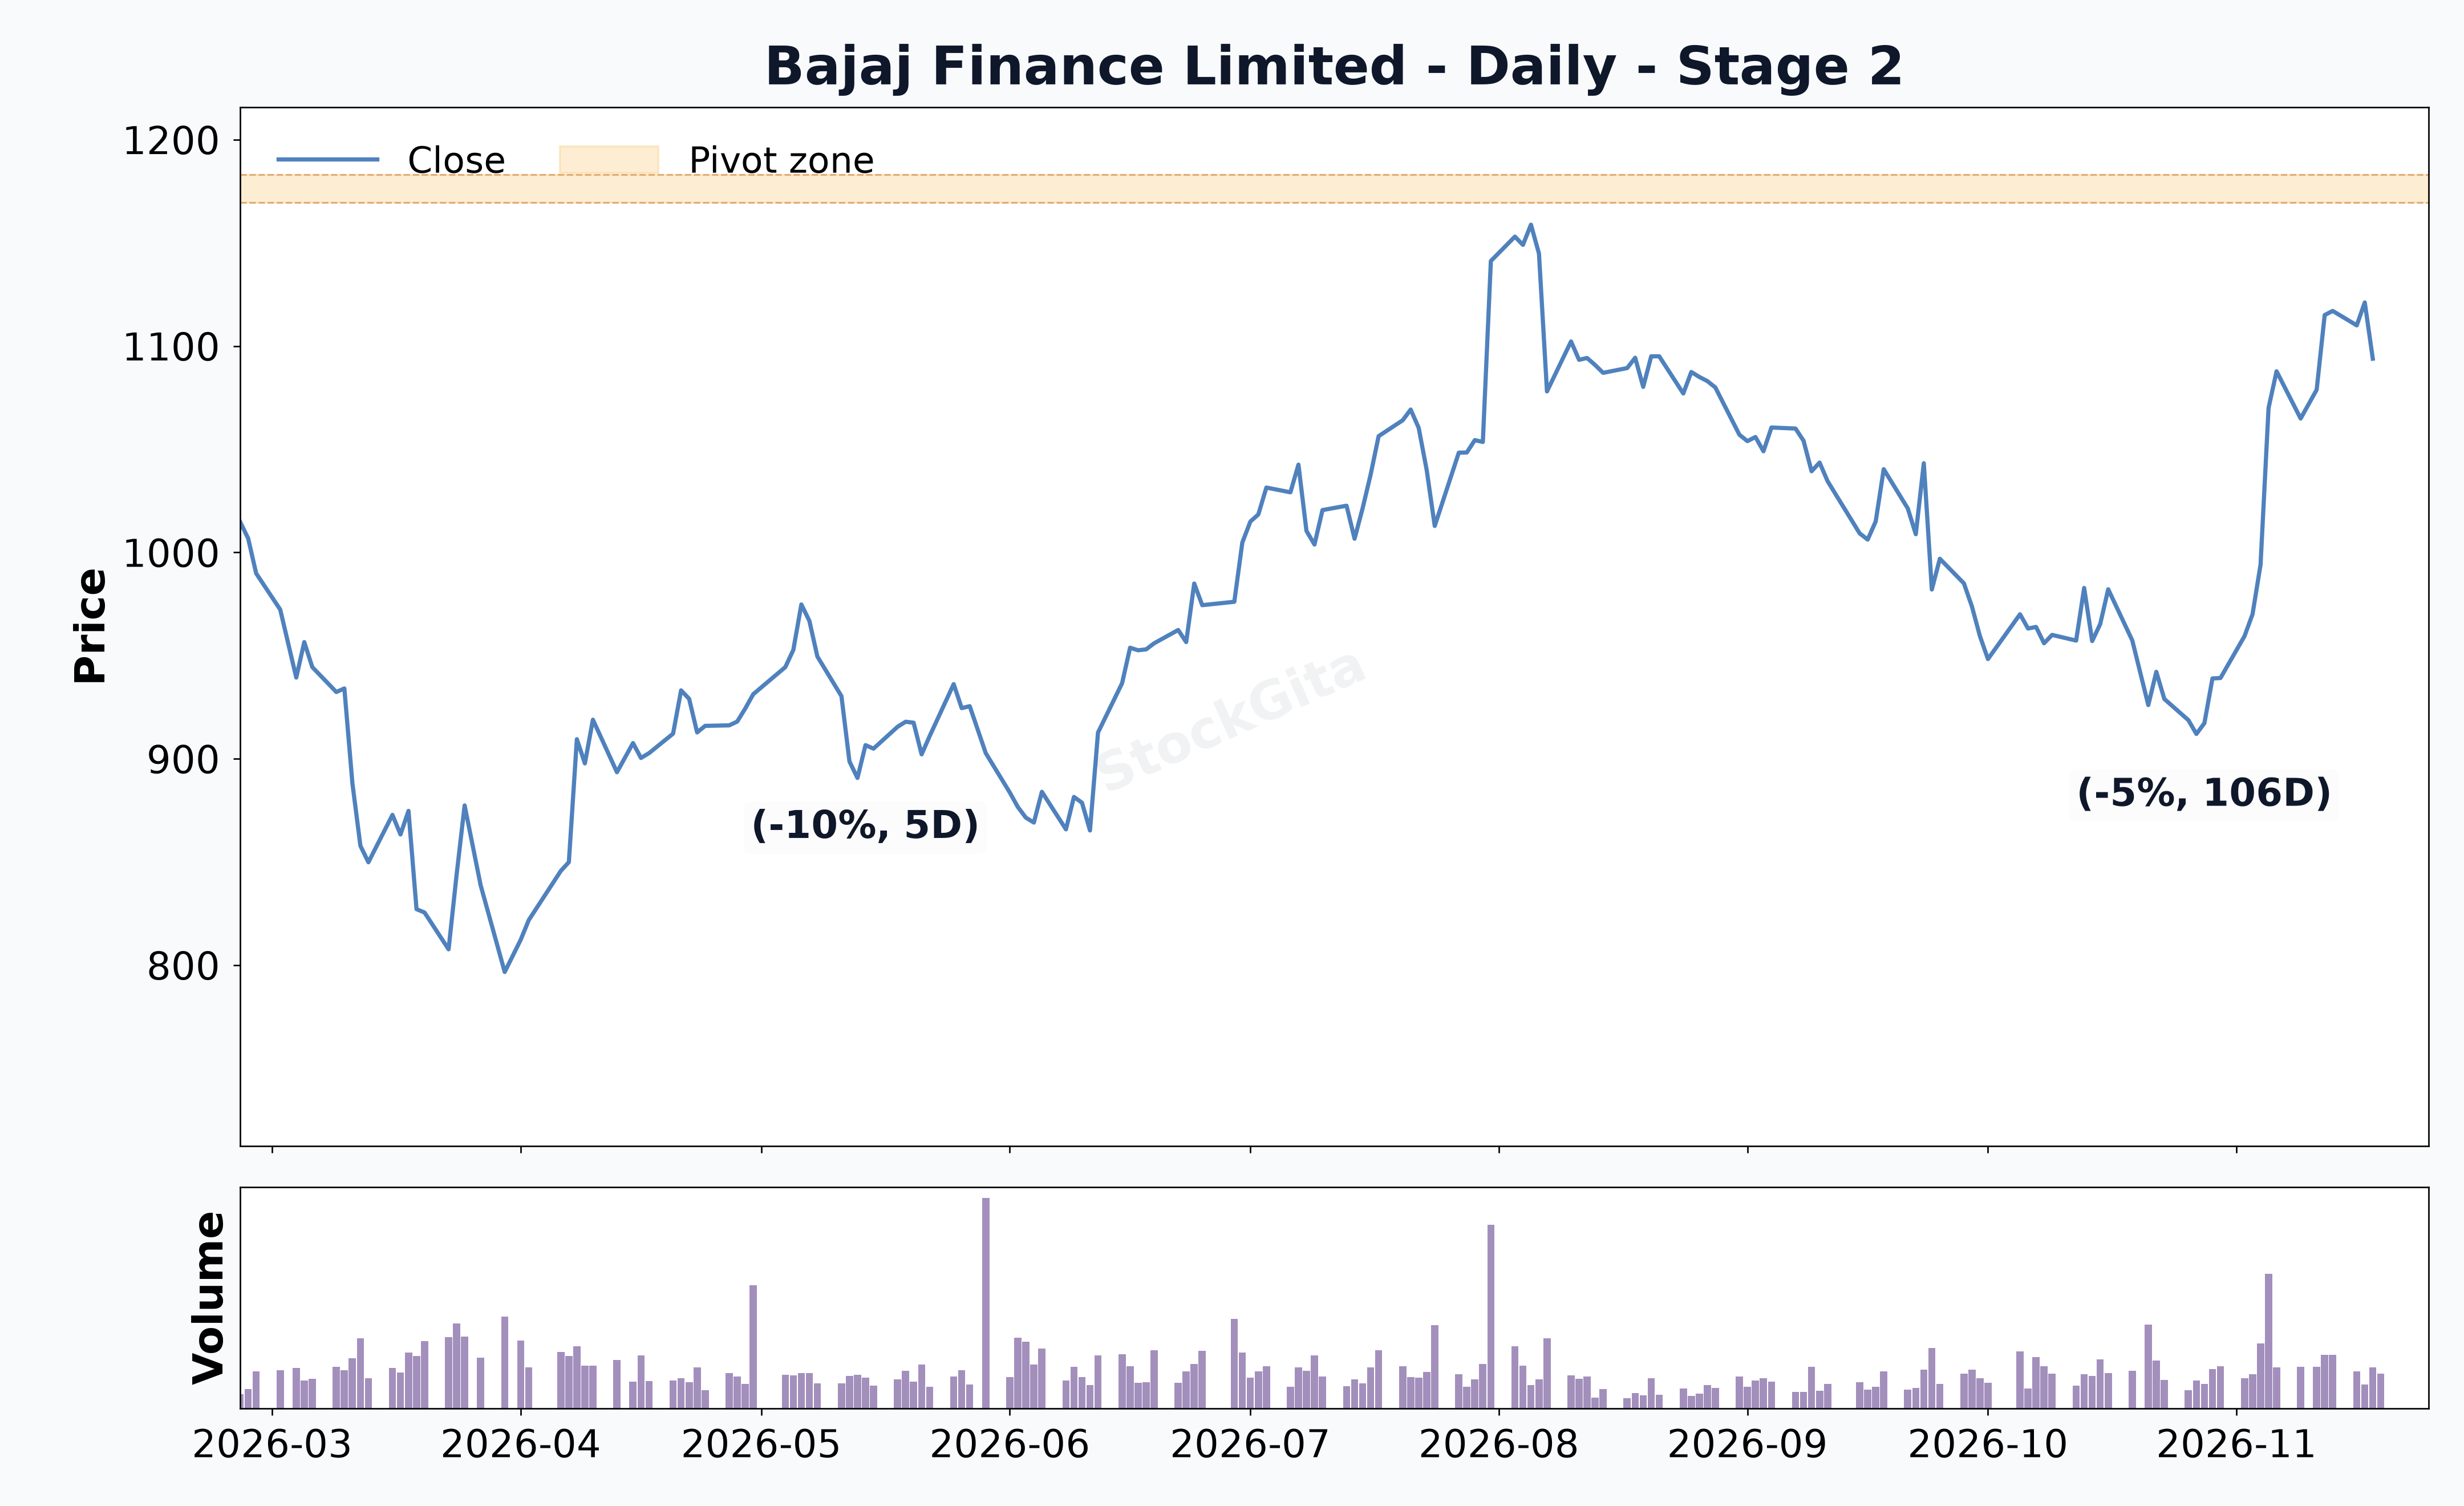 Bajaj Finance Limited - Daily - Stage 2
Close
Pivot zone
Price
1200
1100
1000
900
800
StockGita
(-10%, 5D)
(-5%, 106D)
Volume
2026-03
2026-04
2026-05
2026-06
2026-07
2026-08
2026-09
2026-10
2026-11